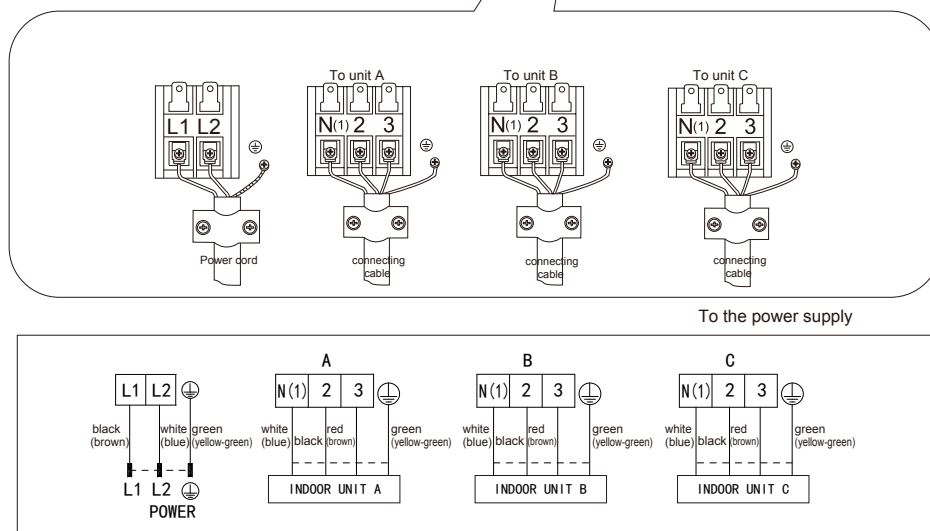 To unit A To unit B To unit C
L1 L2 N(1) 2 3 N(1) 2 3 N(1) 2 3
Power cord connecting cable connecting cable connecting cable
To the power supply
A B C
L1 L2 N(1) 2 3 N(1) 2 3 N(1) 2 3
black (brown) white (blue) green (yellow-green) white (blue) black red (brown) green (yellow-green) white (blue) black red (brown) green (yellow-green) white (blue) black red (brown) green (yellow-green)
L1 L2 INDOOR UNIT A INDOOR UNIT B INDOOR UNIT C
POWER